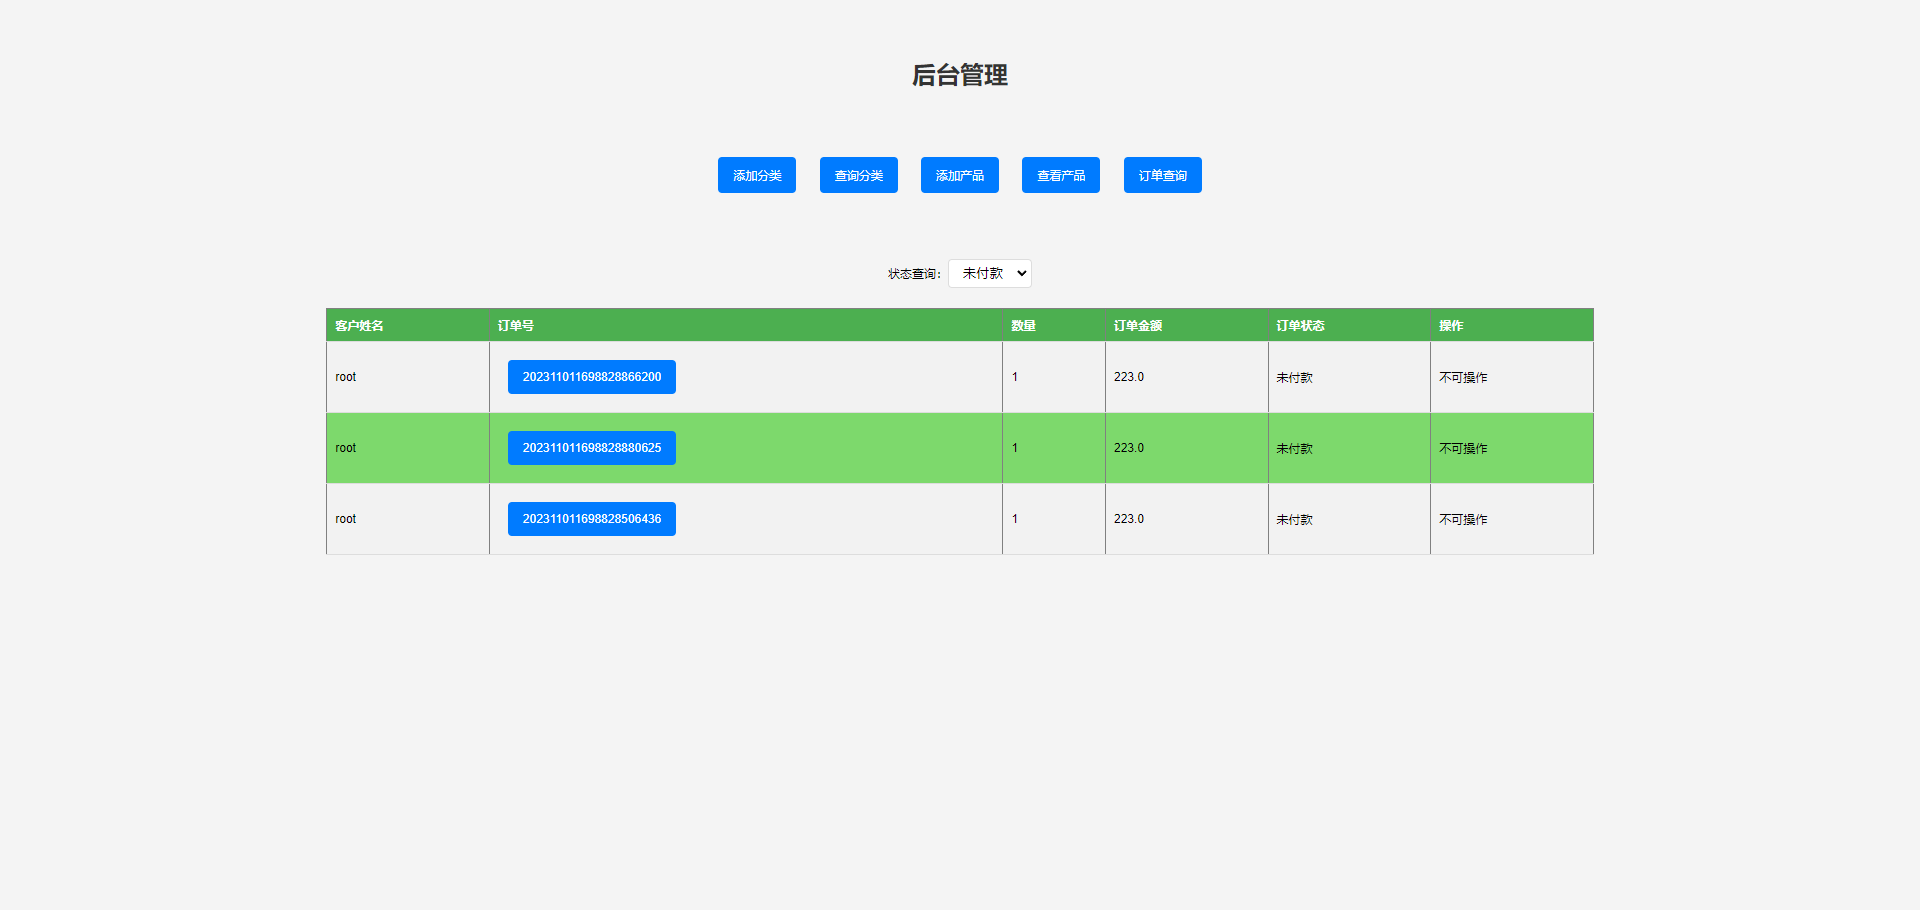 后台管理
添加分类 查询分类 添加产品 查看产品 订单查询
状态查询: 未付款
客户姓名 订单号 数量 订单金额 订单状态 操作
root 202311011698828866200 1 223.0 未付款 不可操作
root 202311011698828880625 1 223.0 未付款 不可操作
root 202311011698828506436 1 223.0 未付款 不可操作